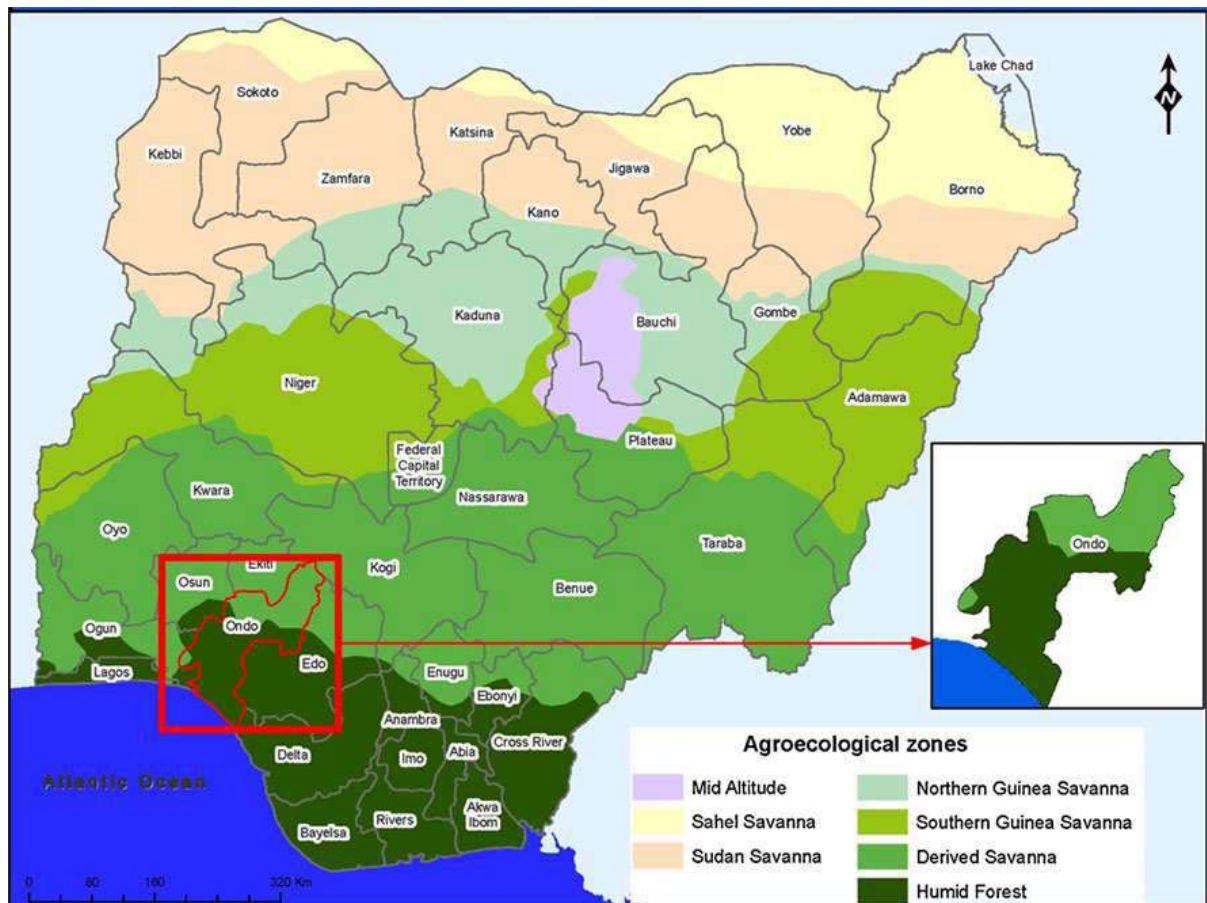 Lake Chad
N
Sokoto
Katsina
Yobe
Kebbi
Zamfara
Jigawa
Borno
Kano
Kaduna
Bauchi
Gombe
Niger
Adamawa
Plateau
Federal
Capital
Territory
Kwara
Nassarawa
Oyo
Taraba
Ondo
Ekiti
Kogi
Osun
Benue
Ogun
Ondo
Edo
Lagos
Enugu
Ebonyi
Anambra
Cross River
Delta
Imo
Abia
Atlantic Ocean
Akwa
Ibom
Rivers
Bayelsa
Agroecological zones
Mid Altitude
Sahel Savanna
Sudan Savanna
Northern Guinea Savanna
Southern Guinea Savanna
Derived Savanna
Humid Forest
0 80 160 320 Km